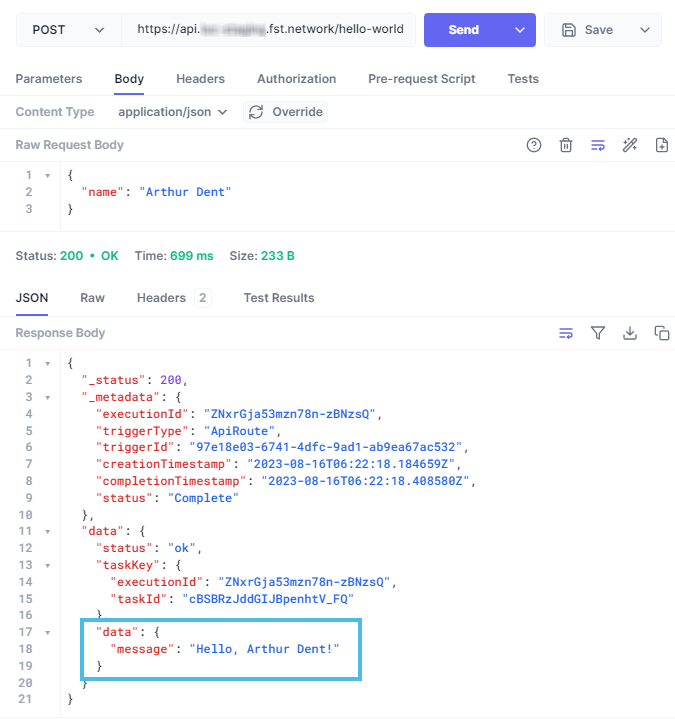 POST https://api. .fst.network/hello-world Send Save
Parameters Body Headers Authorization Pre-request Script Tests
Content Type application/json Override
Raw Request Body
1 {
2 "name": "Arthur Dent"
3 }
Status: 200 • OK Time: 699 ms Size: 233 B
JSON Raw Headers 2 Test Results
Response Body
1 {
2 "_status": 200,
3 "_metadata": {
4 "executionId": "ZNxrGja53mzn78n-zBNzsQ",
5 "triggerType": "ApiRoute",
6 "triggerId": "97e18e03-6741-4dfc-9ad1-ab9ea67ac532",
7 "creationTimestamp": "2023-08-16T06:22:18.184659Z",
8 "completionTimestamp": "2023-08-16T06:22:18.408580Z",
9 "status": "Complete"
10 },
11 "data": {
12 "status": "ok",
13 "taskKey": {
14 "executionId": "ZNxrGja53mzn78n-zBNzsQ",
15 "taskId": "cBSBRzJddGIJBpenhtV_FQ"
16 },
17 "data": {
18 "message": "Hello, Arthur Dent!"
19 }
20 }
21 }